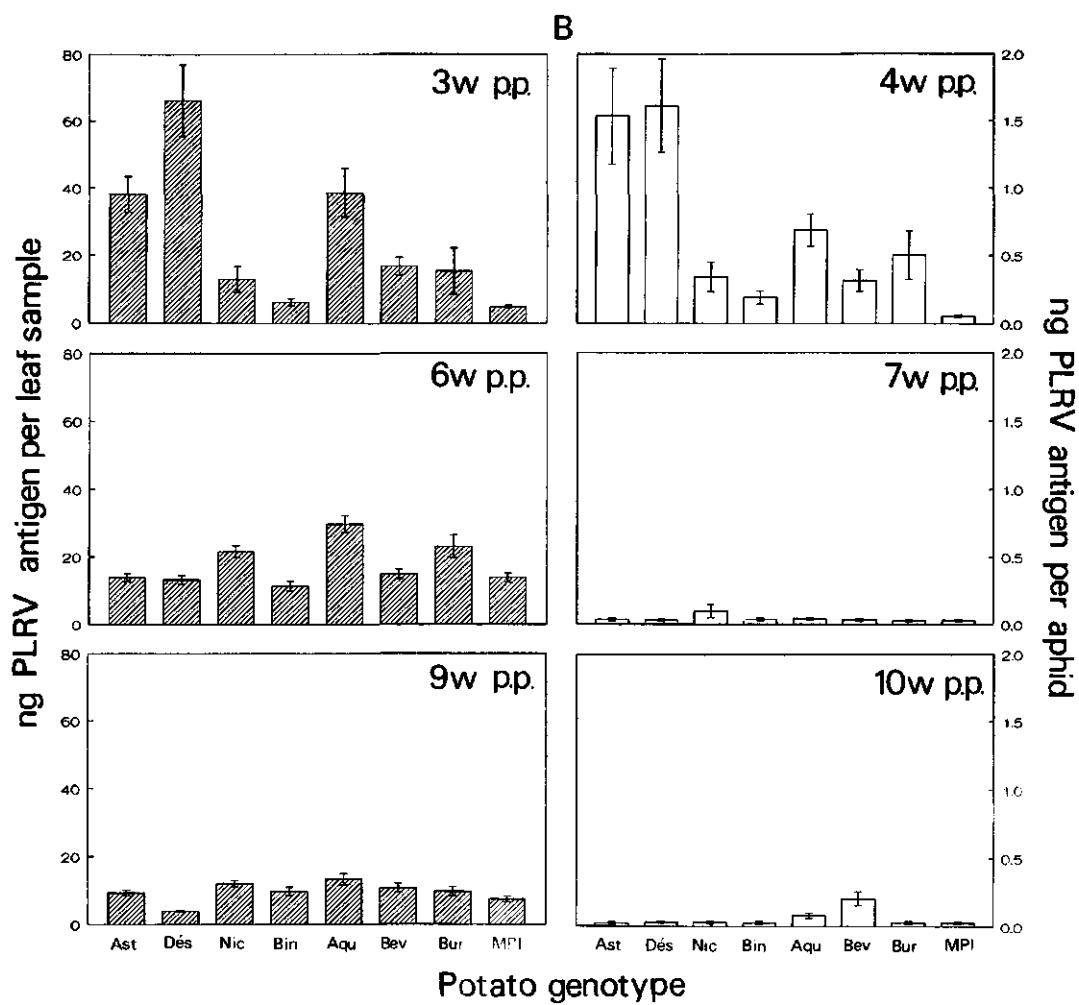 B
ng PLRV antigen per leaf sample
80
60
40
20
0
3w p.p.
2.0
1.5
1.0
0.5
0.0
4w p.p.
80
60
40
20
0
6w p.p.
2.0
1.5
1.0
0.5
0.0
7w p.p.
80
60
40
20
0
9w p.p.
2.0
1.5
1.0
0.5
0.0
10w p.p.
ng PLRV antigen per aphid
Ast Dés Nic Bin Aqu Bev Bur MPI
Ast Dés Nic Bin Aqu Bev Bur MPI
Potato genotype